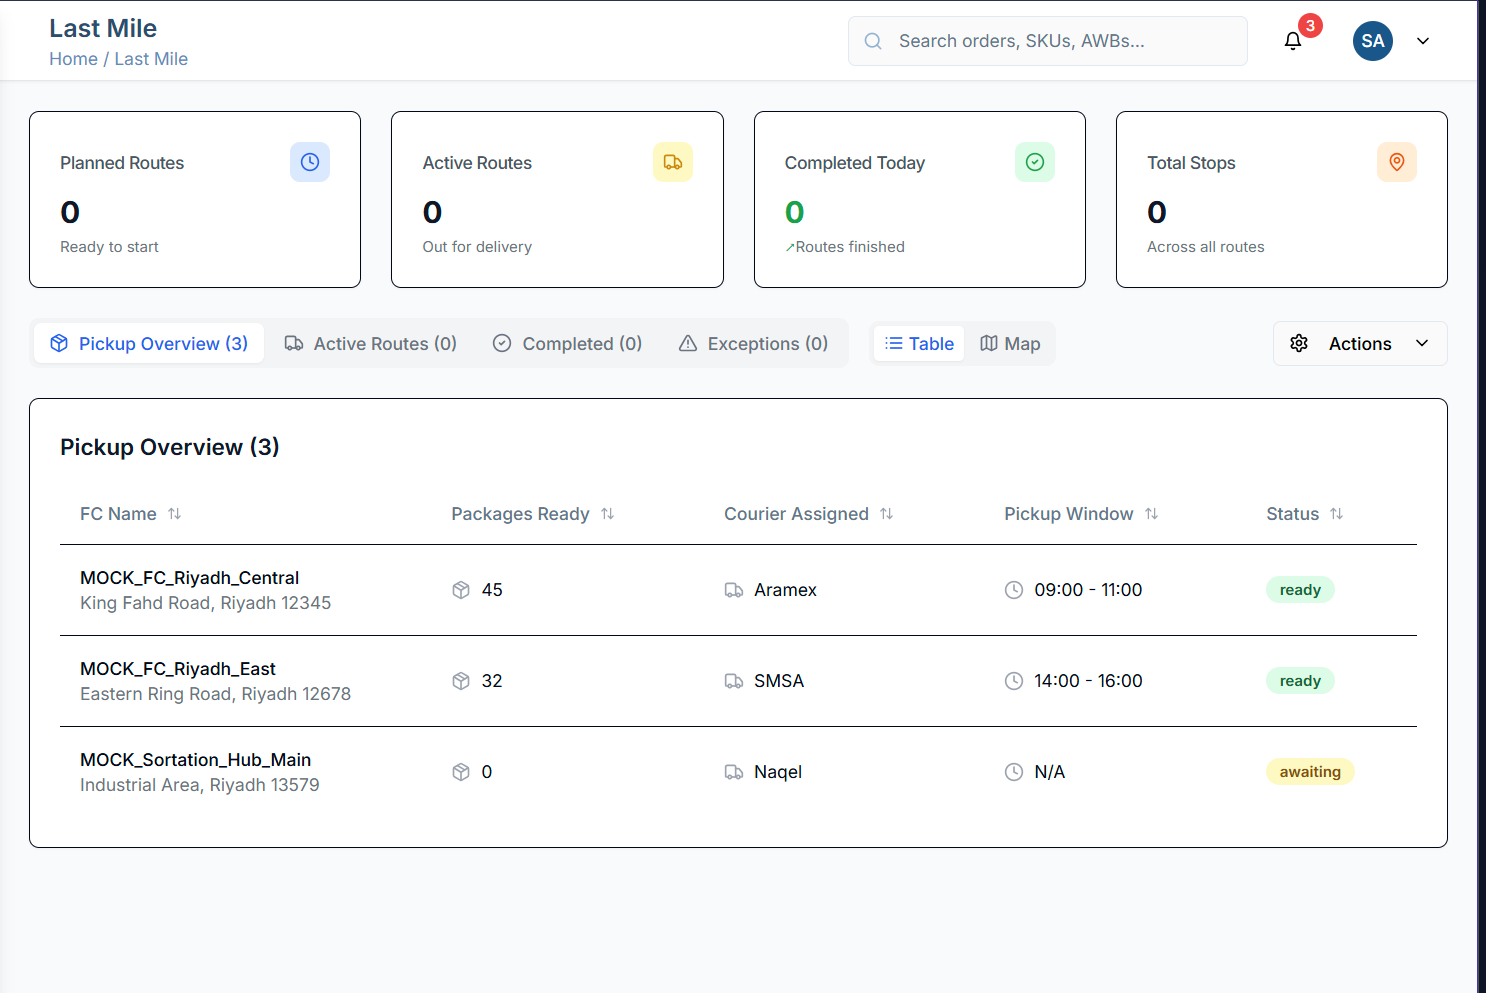 Last Mile
Home / Last Mile
Search orders, SKUs, AWBs...
3
SA
Planned Routes
0
Ready to start
Active Routes
0
Out for delivery
Completed Today
0
↗Routes finished
Total Stops
0
Across all routes
Pickup Overview (3)
Active Routes (0)
Completed (0)
Exceptions (0)
Table
Map
Actions
Pickup Overview (3)
FC Name
Packages Ready
Courier Assigned
Pickup Window
Status
MOCK_FC_Riyadh_Central
King Fahd Road, Riyadh 12345
45
Aramex
09:00 - 11:00
ready
MOCK_FC_Riyadh_East
Eastern Ring Road, Riyadh 12678
32
SMSA
14:00 - 16:00
ready
MOCK_Sortation_Hub_Main
Industrial Area, Riyadh 13579
0
Naqel
N/A
awaiting